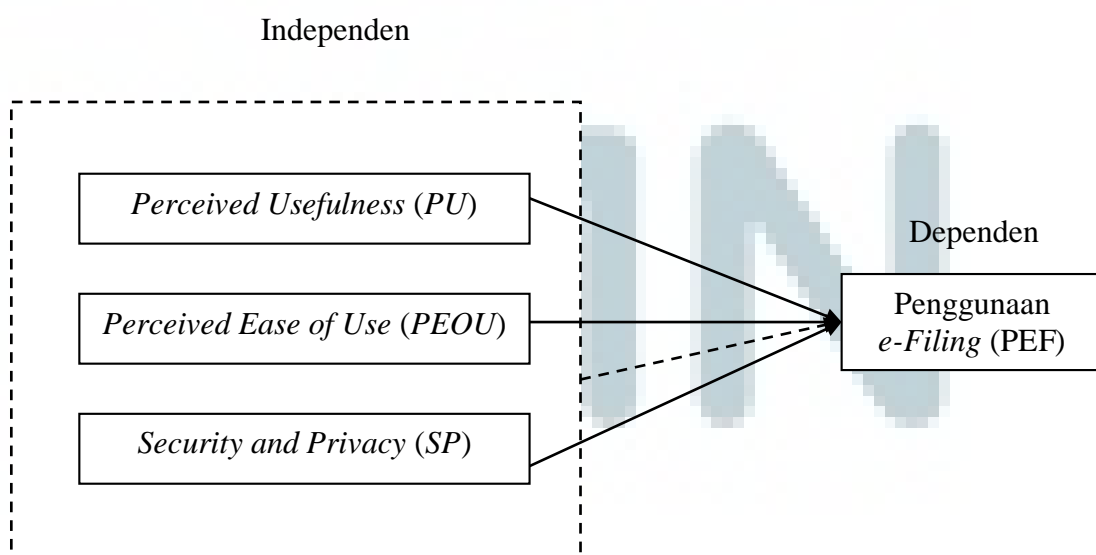 Independen
Perceived Usefulness (PU)
Dependen
Penggunaan
e-Filing (PEF)
Perceived Ease of Use (PEOU)
Security and Privacy (SP)